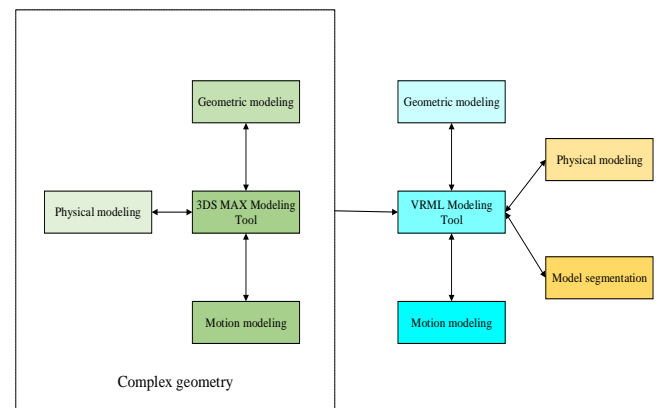 Geometric modeling
Geometric modeling
Physical modeling
Physical modeling
3DS MAX Modeling
Tool
VRML Modeling
Tool
Model segmentation
Motion modeling
Motion modeling
Complex geometry